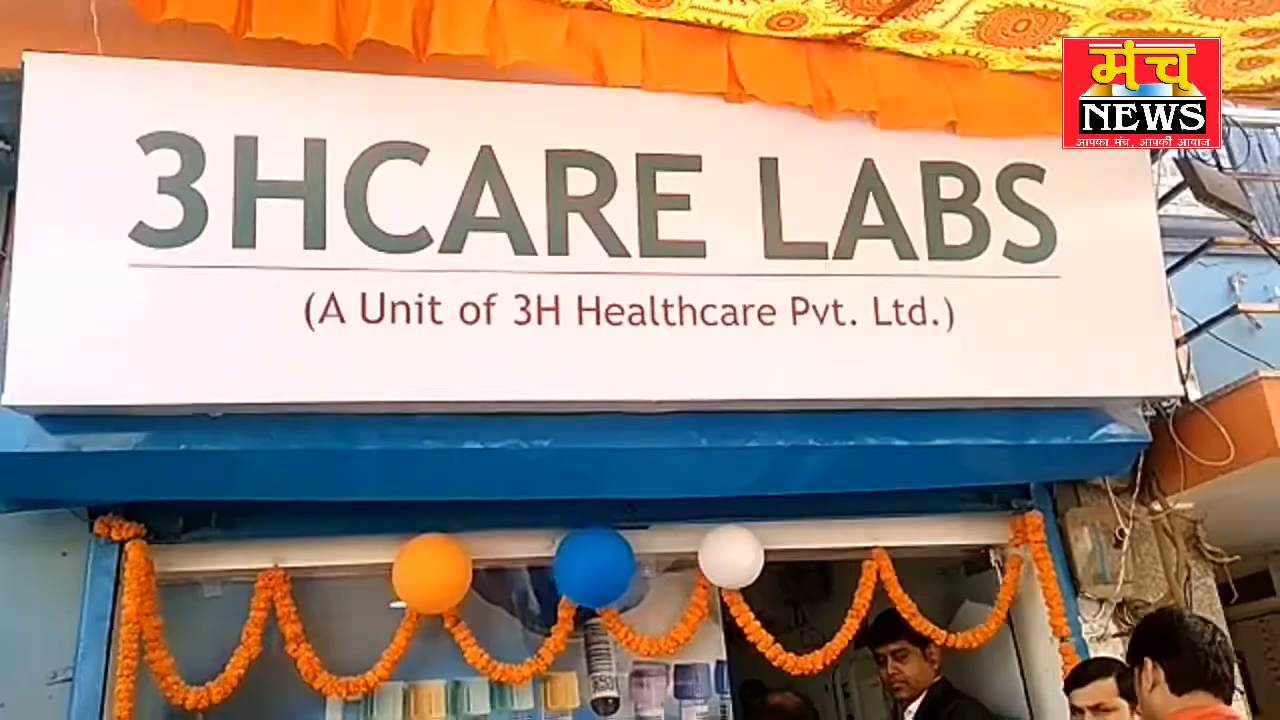 मंच
NEWS
आपका मंच, आपकी आवाज
3HCARE LABS
(A Unit of 3H Healthcare Pvt. Ltd.)